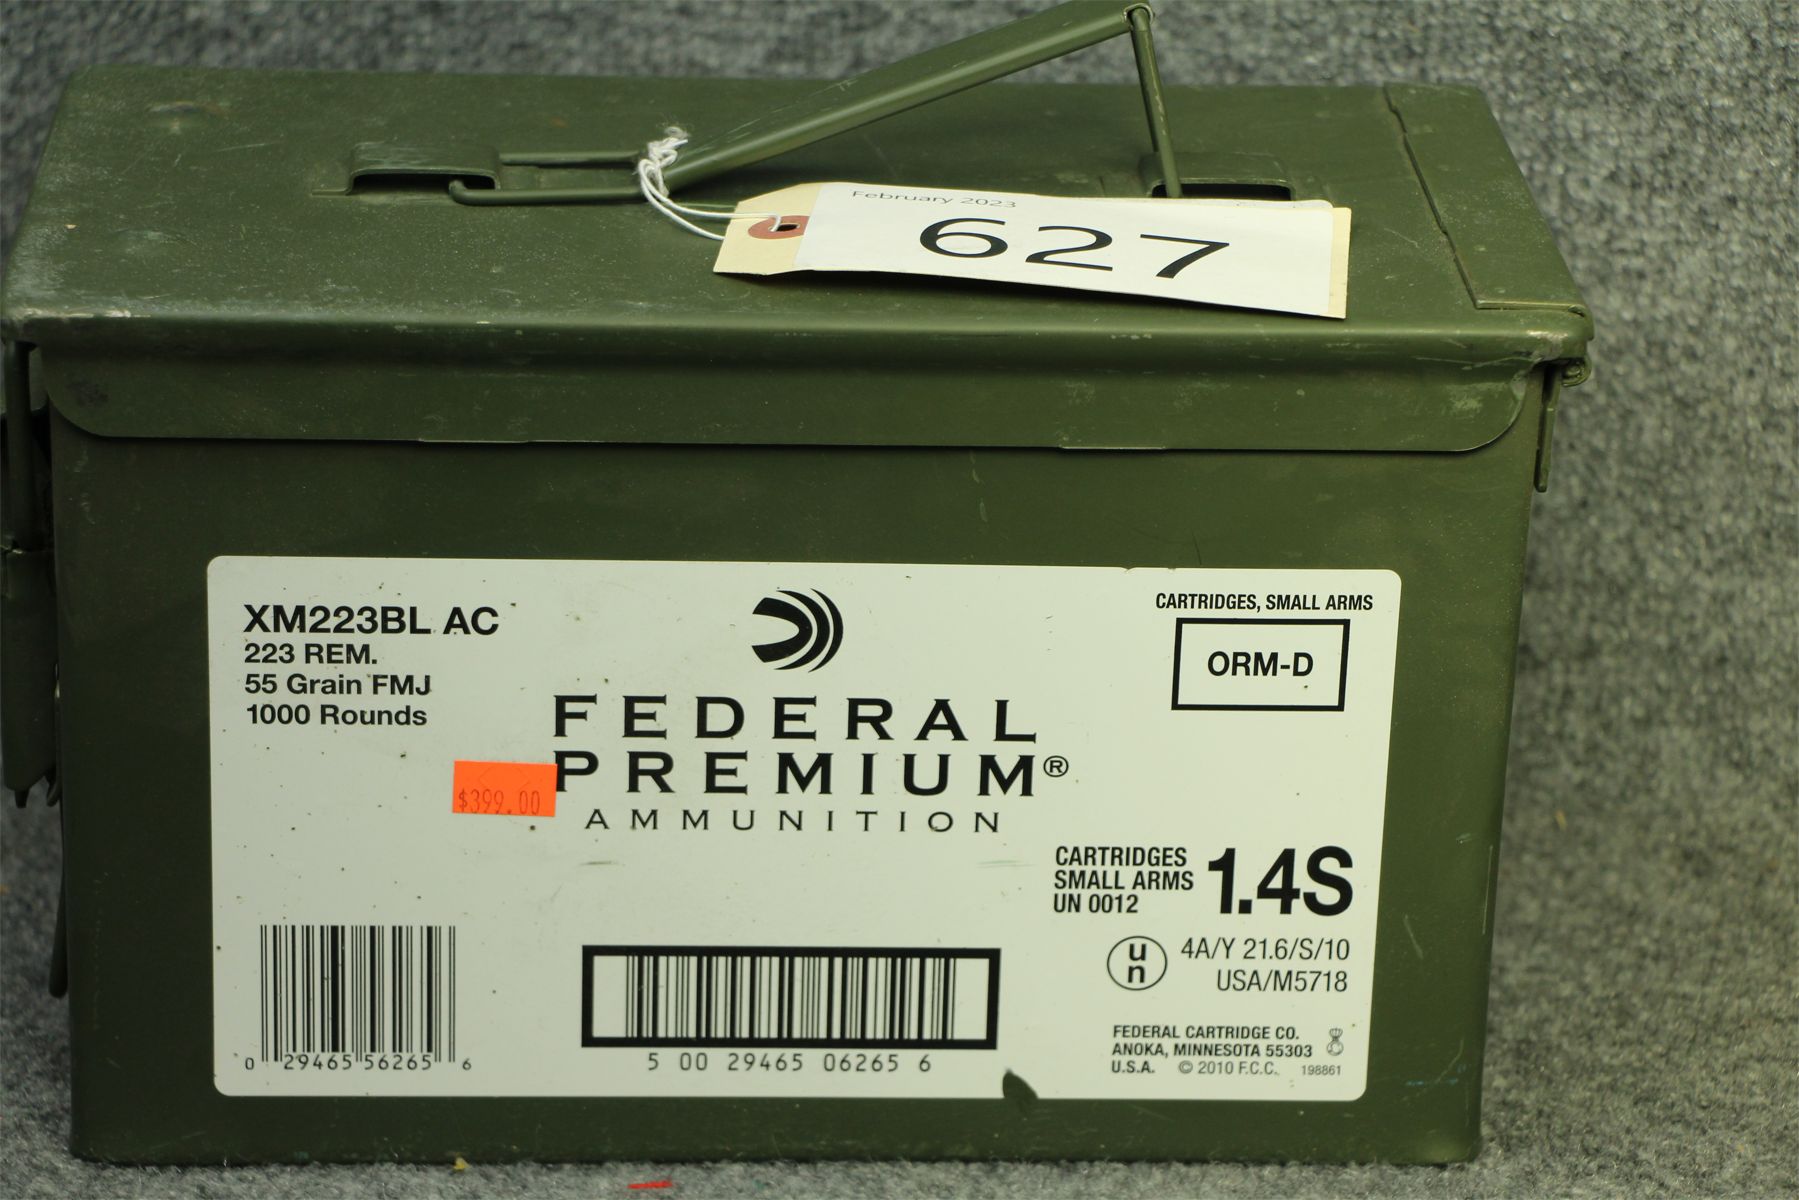 February 2023
627
XM223BL AC
223 REM.
55 Grain FMJ
1000 Rounds
CARTRIDGES, SMALL ARMS
ORM-D
FEDERAL
PREMIUM®
AMMUNITION
$399.00
CARTRIDGES
SMALL ARMS
UN 0012
1.4S
un
4A/Y 21.6/S/10
USA/M5718
0 29465 56265 6
5 00 29465 06265 6
FEDERAL CARTRIDGE CO.
ANOKA, MINNESOTA 55303
U.S.A. © 2010 F.C.C. 198861